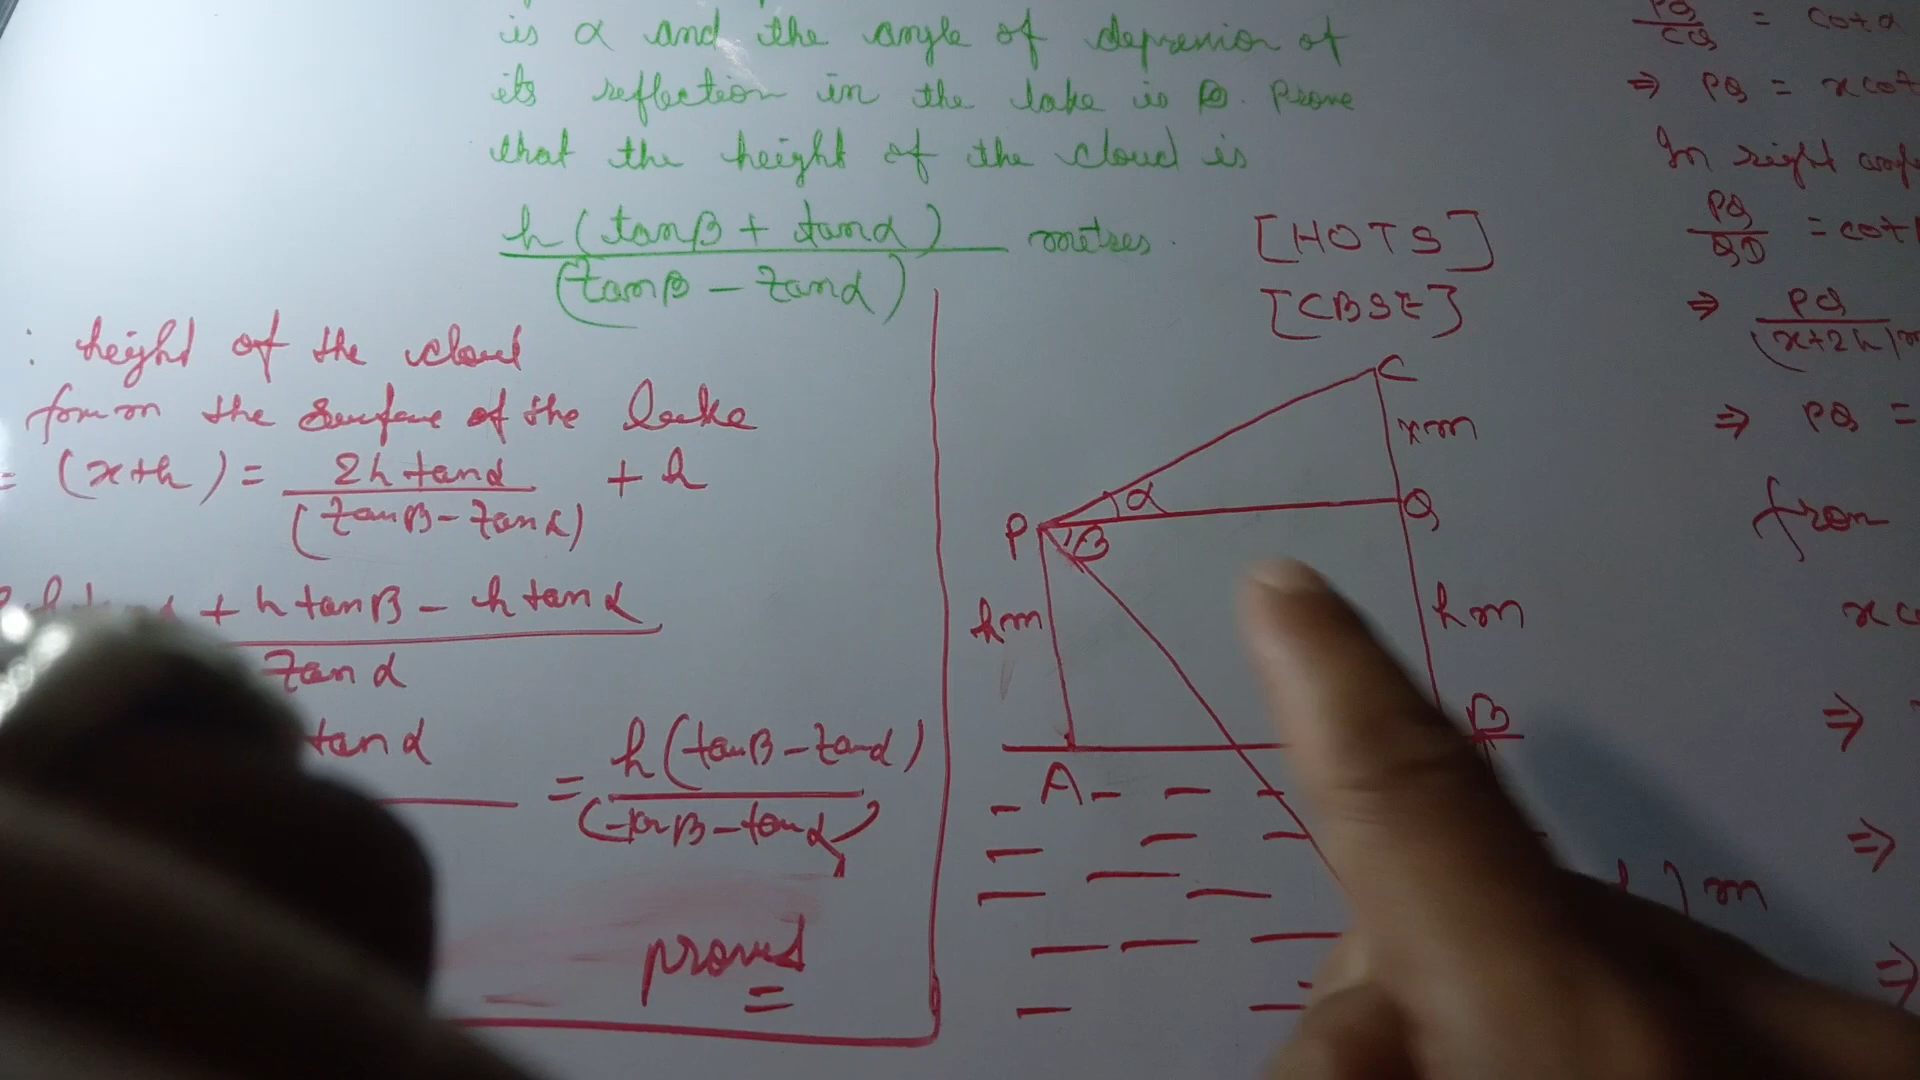 is α and the angle of depression of
its reflection in the lake is β. Prove
that the height of the cloud is
h(tanβ + tanα) / (tanβ - tanα) metres.
[HOTS]
[CBSE]
: height of the cloud
from the surface of the lake
= (x+h) = 2h tanα / (tanβ - tanα) + h
+ h tanβ - h tanα
tanα
tanα
= h(tanβ - tanα) / (tanβ - tanα)
proved
C
x m
α
Q
P
β
h m
h m
B
A
) m
PQ / CQ = cotα
⇒ PQ = x cot
In right
PQ / QD = cot
⇒ PQ / (x+2h) m
⇒ PQ =
from
⇒
⇒
⇒